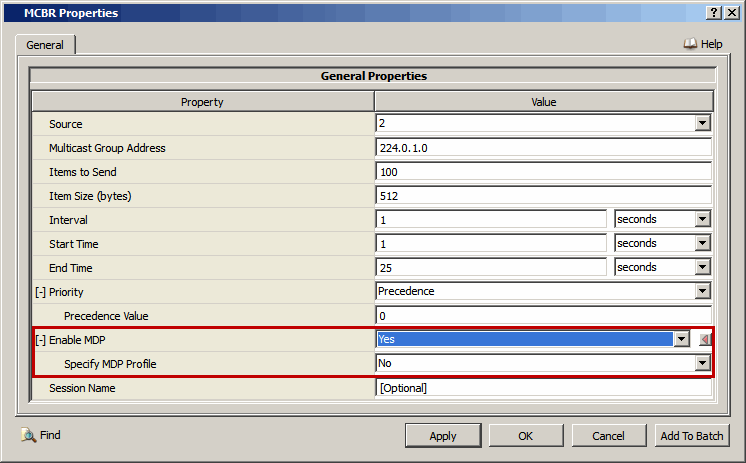 MCBR Properties
General
Help
General Properties
Property Value
Source 2
Multicast Group Address 224.0.1.0
Items to Send 100
Item Size (bytes) 512
Interval 1 seconds
Start Time 1 seconds
End Time 25 seconds
[-] Priority Precedence
Precedence Value 0
[-] Enable MDP Yes
Specify MDP Profile No
Session Name [Optional]
Find Apply OK Cancel Add To Batch